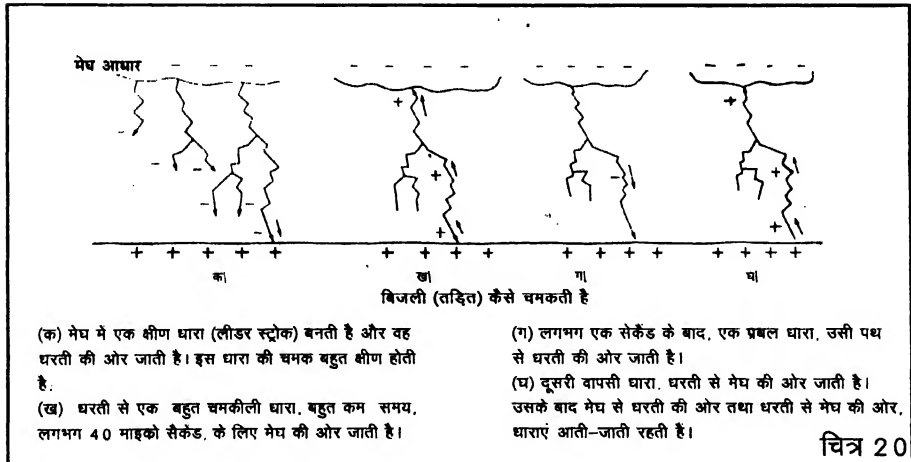 मेघ आधार - - - - - - - - - - - - - - - -
- - - - - - + + + - + + +
+ + + + + + + + + + + + + + + + + +
क| ख| ग| घ|
बिजली (तड़ित) कैसे चमकती है
(क) मेघ में एक क्षीण धारा (लीडर स्ट्रोक) बनती है और वह
धरती की ओर जाती है। इस धारा की चमक बहुत क्षीण होती
है.
(ख) धरती से एक बहुत चमकीली धारा, बहुत कम समय,
लगभग 40 माइको सैकेंड, के लिए मेघ की ओर जाती है।
(ग) लगभग एक सेकैंड के बाद, एक प्रबल धारा, उसी पथ
से धरती की ओर जाती है।
(घ) दूसरी वापसी धारा, धरती से मेघ की ओर जाती है।
उसके बाद मेघ से धरती की ओर तथा धरती से मेघ की ओर,
धाराएं आती-जाती रहती हैं।
चित्र 20